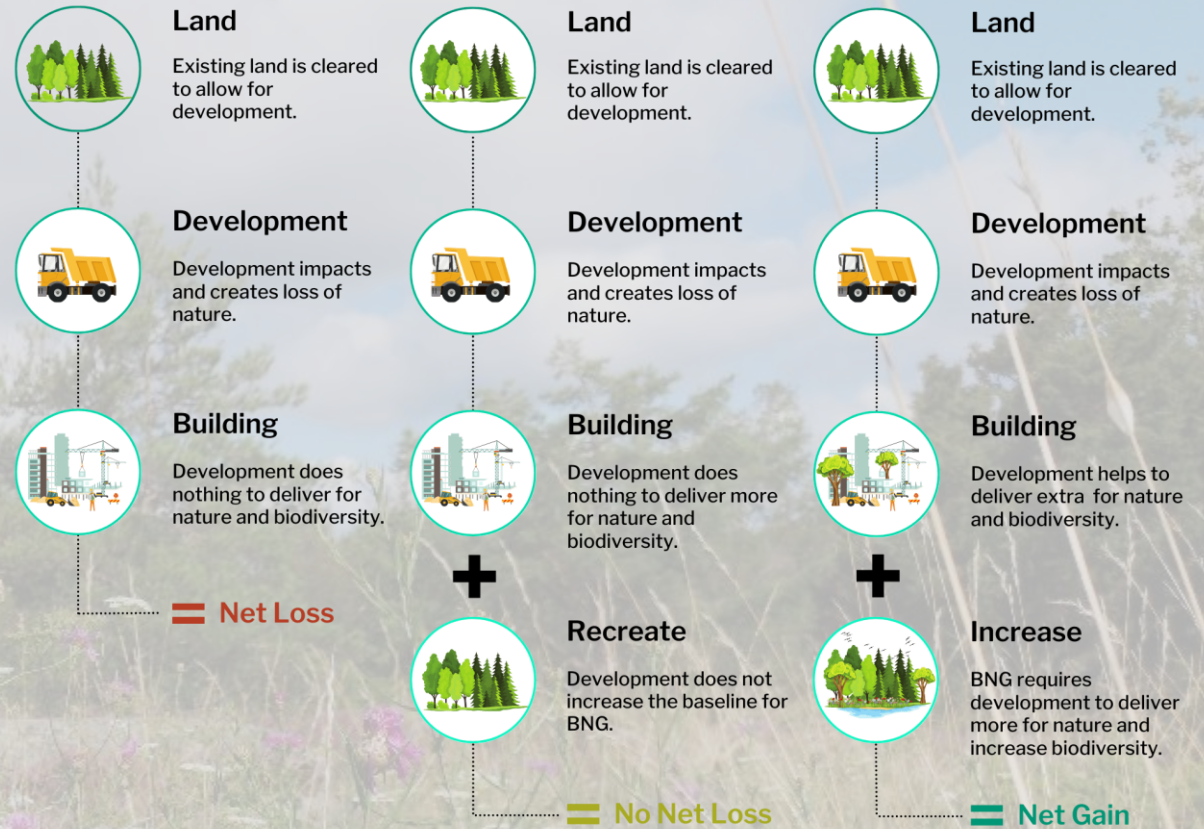 Land
Existing land is cleared
to allow for
development.
Development
Development impacts
and creates loss of
nature.
Building
Development does
nothing to deliver for
nature and biodiversity.
= Net Loss
Land
Existing land is cleared
to allow for
development.
Development
Development impacts
and creates loss of
nature.
Building
Development does
nothing to deliver more
for nature and
biodiversity.
+
Recreate
Development does not
increase the baseline for
BNG.
= No Net Loss
Land
Existing land is cleared
to allow for
development.
Development
Development impacts
and creates loss of
nature.
Building
Development helps to
deliver extra for nature
and biodiversity.
+
Increase
BNG requires
development to deliver
more for nature and
increase biodiversity.
= Net Gain